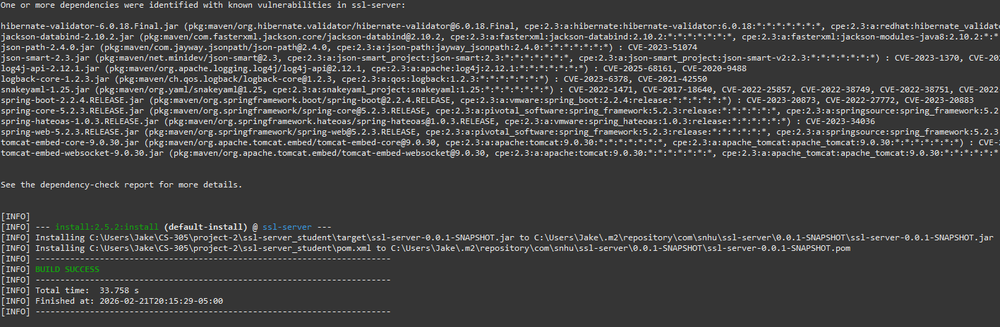 One or more dependencies were identified with known vulnerabilities in ssl-server:
hibernate-validator-6.0.18.Final.jar (pkg:maven/org.hibernate.validator/hibernate-validator@6.0.18.Final, cpe:2.3:a:hibernate:hibernate-validator:6.0.18:*:*:*:*:*:*:*, cpe:2.3:a:redhat:hibernate_validato
jackson-databind-2.10.2.jar (pkg:maven/com.fasterxml.jackson.core/jackson-databind@2.10.2, cpe:2.3:a:fasterxml:jackson-databind:2.10.2:*:*:*:*:*:*:*, cpe:2.3:a:fasterxml:jackson-modules-java8:2.10.2:*:*
json-path-2.4.0.jar (pkg:maven/com.jayway.jsonpath/json-path@2.4.0, cpe:2.3:a:json-path:jayway_jsonpath:2.4.0:*:*:*:*:*:*:*) : CVE-2023-51074
json-smart-2.3.jar (pkg:maven/net.minidev/json-smart@2.3, cpe:2.3:a:json-smart_project:json-smart:2.3:*:*:*:*:*:*:*, cpe:2.3:a:json-smart_project:json-smart-v2:2.3:*:*:*:*:*:*:*) : CVE-2023-1370, CVE-20
log4j-api-2.12.1.jar (pkg:maven/org.apache.logging.log4j/log4j-api@2.12.1, cpe:2.3:a:apache:log4j:2.12.1:*:*:*:*:*:*:*) : CVE-2025-68161, CVE-2020-9488
logback-core-1.2.3.jar (pkg:maven/ch.qos.logback/logback-core@1.2.3, cpe:2.3:a:qos:logback:1.2.3:*:*:*:*:*:*:*) : CVE-2023-6378, CVE-2021-42550
snakeyaml-1.25.jar (pkg:maven/org.yaml/snakeyaml@1.25, cpe:2.3:a:snakeyaml_project:snakeyaml:1.25:*:*:*:*:*:*:*) : CVE-2022-1471, CVE-2017-18640, CVE-2022-25857, CVE-2022-38749, CVE-2022-38751, CVE-2022
spring-boot-2.2.4.RELEASE.jar (pkg:maven/org.springframework.boot/spring-boot@2.2.4.RELEASE, cpe:2.3:a:vmware:spring_boot:2.2.4:release:*:*:*:*:*:*) : CVE-2023-20873, CVE-2022-27772, CVE-2023-20883
spring-core-5.2.3.RELEASE.jar (pkg:maven/org.springframework/spring-core@5.2.3.RELEASE, cpe:2.3:a:pivotal_software:spring_framework:5.2.3:release:*:*:*:*:*:*, cpe:2.3:a:springsource:spring_framework:5.2
spring-hateoas-1.0.3.RELEASE.jar (pkg:maven/org.springframework.hateoas/spring-hateoas@1.0.3.RELEASE, cpe:2.3:a:vmware:spring_hateoas:1.0.3:release:*:*:*:*:*:*) : CVE-2023-34036
spring-web-5.2.3.RELEASE.jar (pkg:maven/org.springframework/spring-web@5.2.3.RELEASE, cpe:2.3:a:pivotal_software:spring_framework:5.2.3:release:*:*:*:*:*:*, cpe:2.3:a:springsource:spring_framework:5.2.3
tomcat-embed-core-9.0.30.jar (pkg:maven/org.apache.tomcat.embed/tomcat-embed-core@9.0.30, cpe:2.3:a:apache:tomcat:9.0.30:*:*:*:*:*:*:*, cpe:2.3:a:apache_tomcat:apache_tomcat:9.0.30:*:*:*:*:*:*:*) : CVE-2
tomcat-embed-websocket-9.0.30.jar (pkg:maven/org.apache.tomcat.embed/tomcat-embed-websocket@9.0.30, cpe:2.3:a:apache:tomcat:9.0.30:*:*:*:*:*:*:*, cpe:2.3:a:apache_tomcat:apache_tomcat:9.0.30:*:*:*:*:*:*:*
See the dependency-check report for more details.
[INFO]
[INFO] --- install:2.5.2:install (default-install) @ ssl-server ---
[INFO] Installing C:\Users\Jake\CS-305\project-2\ssl-server_student\target\ssl-server-0.0.1-SNAPSHOT.jar to C:\Users\Jake\.m2\repository\com\snhu\ssl-server\0.0.1-SNAPSHOT\ssl-server-0.0.1-SNAPSHOT.jar
[INFO] Installing C:\Users\Jake\CS-305\project-2\ssl-server_student\pom.xml to C:\Users\Jake\.m2\repository\com\snhu\ssl-server\0.0.1-SNAPSHOT\ssl-server-0.0.1-SNAPSHOT.pom
[INFO] ------------------------------------------------------------------------
[INFO] BUILD SUCCESS
[INFO] ------------------------------------------------------------------------
[INFO] Total time:  33.758 s
[INFO] Finished at: 2026-02-21T20:15:29-05:00
[INFO] ------------------------------------------------------------------------